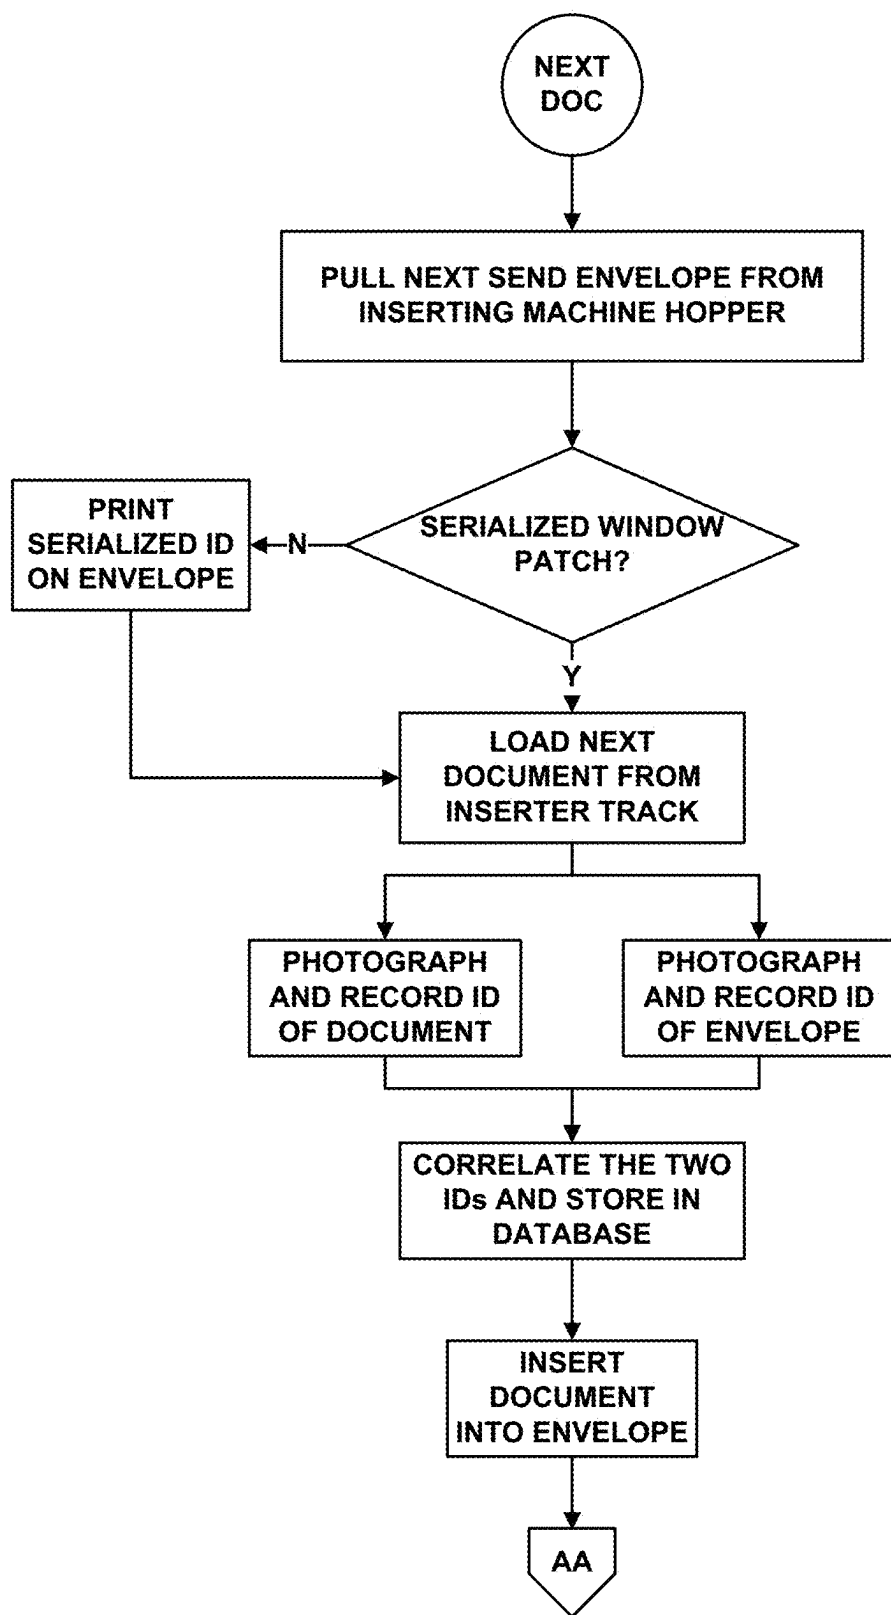 NEXT
DOC
PULL NEXT SEND ENVELOPE FROM
INSERTING MACHINE HOPPER
SERIALIZED WINDOW
PATCH?
N
PRINT
SERIALIZED ID
ON ENVELOPE
Y
LOAD NEXT
DOCUMENT FROM
INSERTER TRACK
PHOTOGRAPH
AND RECORD ID
OF DOCUMENT
PHOTOGRAPH
AND RECORD ID
OF ENVELOPE
CORRELATE THE TWO
IDs AND STORE IN
DATABASE
INSERT
DOCUMENT
INTO ENVELOPE
AA